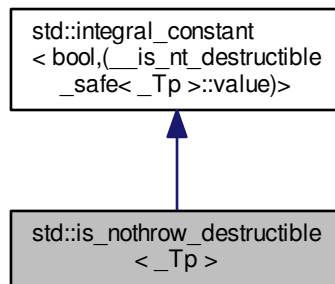 std::integral_constant
< bool,(__is_nt_destructible
_safe< _Tp >::value)>
std::is_nothrow_destructible
< _Tp >